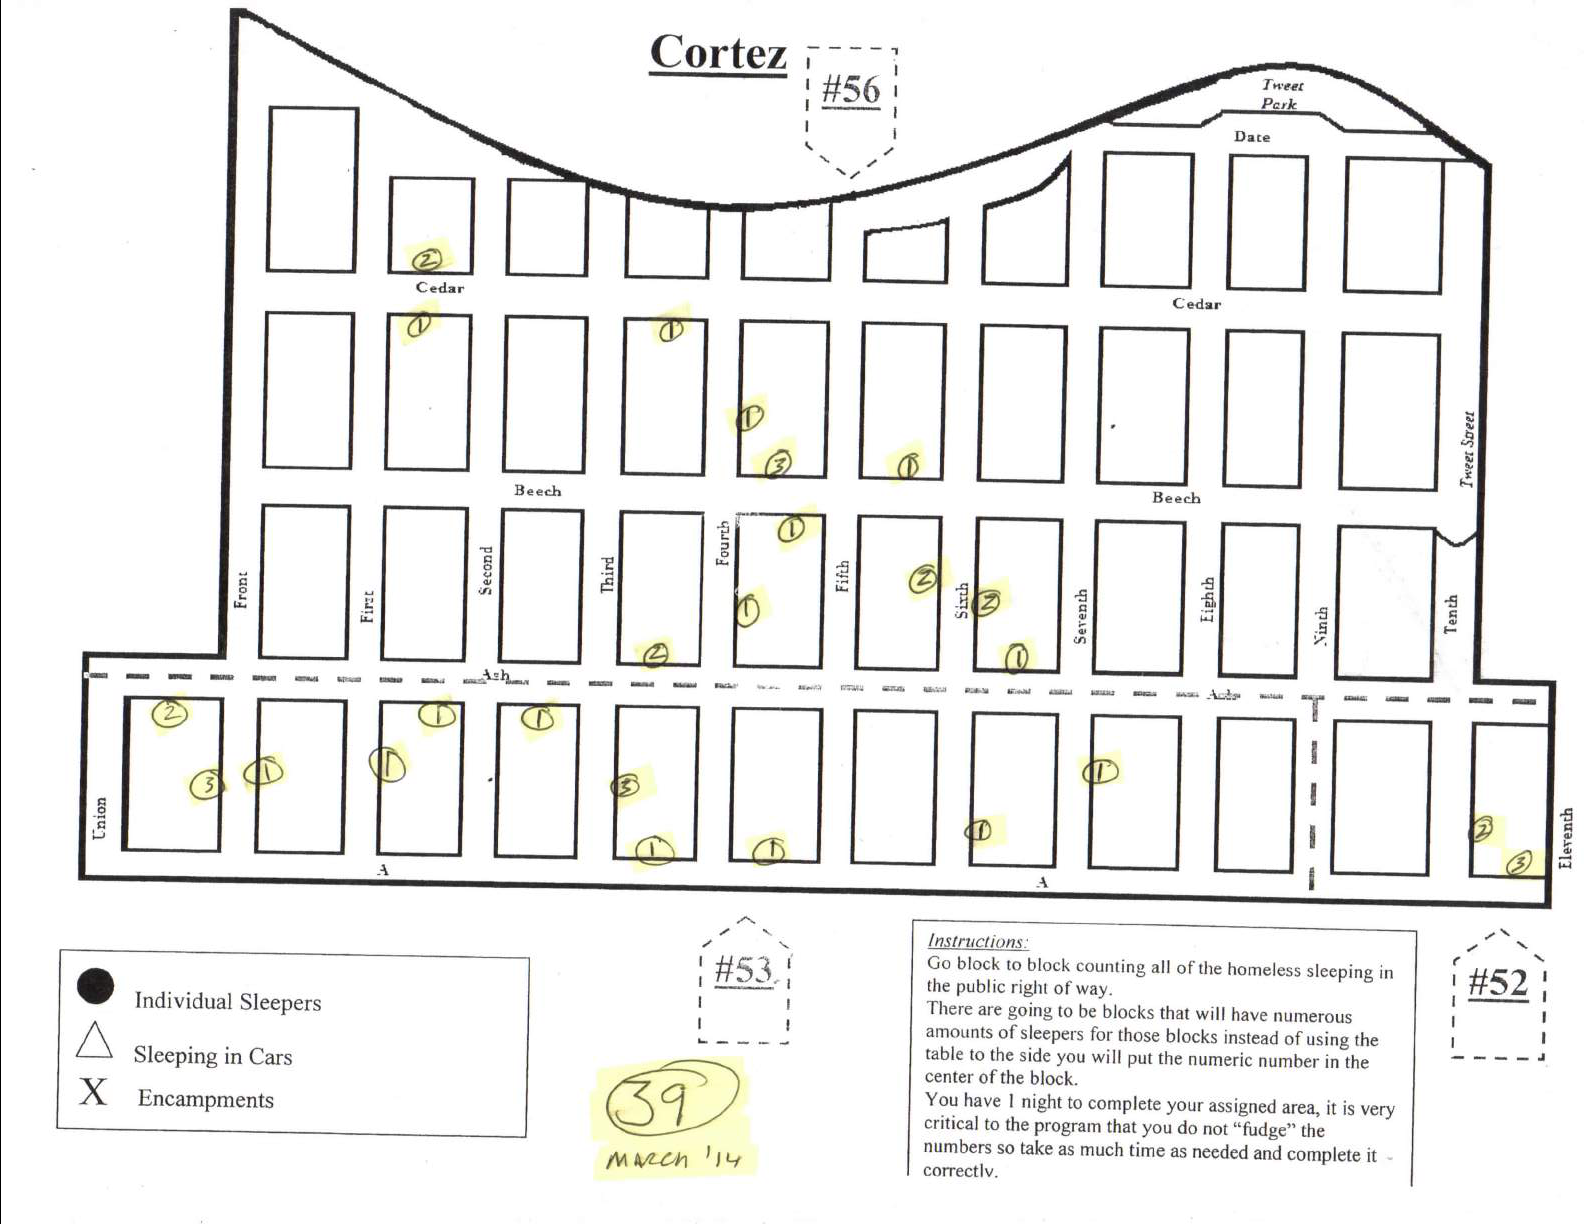 Cortez
#56
Tweet
Park
Date
2
Cedar
Cedar
1
1
1
3
1
Tweet Street
Beech
Beech
1
2
1
2
2
1
Front
First
Second
Third
Fourth
Fifth
Sixth
Seventh
Eighth
Ninth
Tenth
Ash
2
1
1
3
1
1
3
1
1
1
1
2
3
Union
Eleventh
A
A
#53
#52
Individual Sleepers
Sleeping in Cars
X Encampments
39
MARCH '14
Instructions:
Go block to block counting all of the homeless sleeping in
the public right of way.
There are going to be blocks that will have numerous
amounts of sleepers for those blocks instead of using the
table to the side you will put the numeric number in the
center of the block.
You have 1 night to complete your assigned area, it is very
critical to the program that you do not “fudge” the
numbers so take as much time as needed and complete it
correctly.